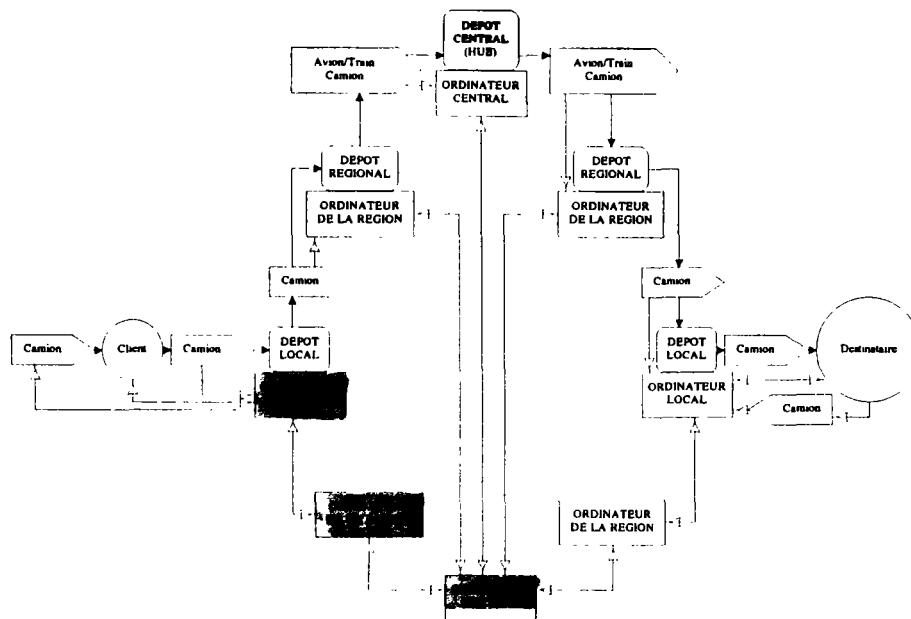 DEPOT
CENTRAL
(HUB)
Avion/Train
Camion
ORDINATEUR
CENTRAL
Avion/Train
Camion
DEPOT
REGIONAL
ORDINATEUR
DE LA REGION
DEPOT
REGIONAL
ORDINATEUR
DE LA REGION
Camion
Camion
Camion
Client
Camion
DEPOT
LOCAL
DEPOT
LOCAL
Camion
Destinataire
ORDINATEUR
LOCAL
Camion
ORDINATEUR
DE LA REGION